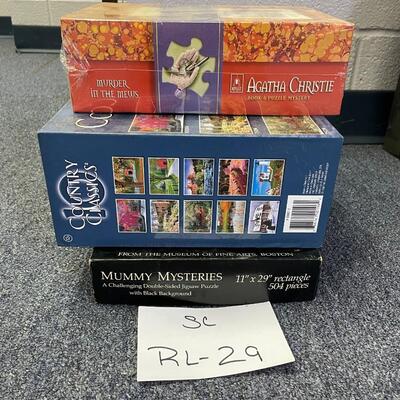 MURDER
IN THE MEWS
AGATHA CHRISTIE
BOOK & PUZZLE MYSTERY
COUNTRY
CLASSICS
FROM THE MUSEUM OF FINE ARTS, BOSTON
MUMMY MYSTERIES
11" x 29" rectangle
A Challenging Double-Sided Jigsaw Puzzle
504 pieces
with Black Background
SC
RL-29